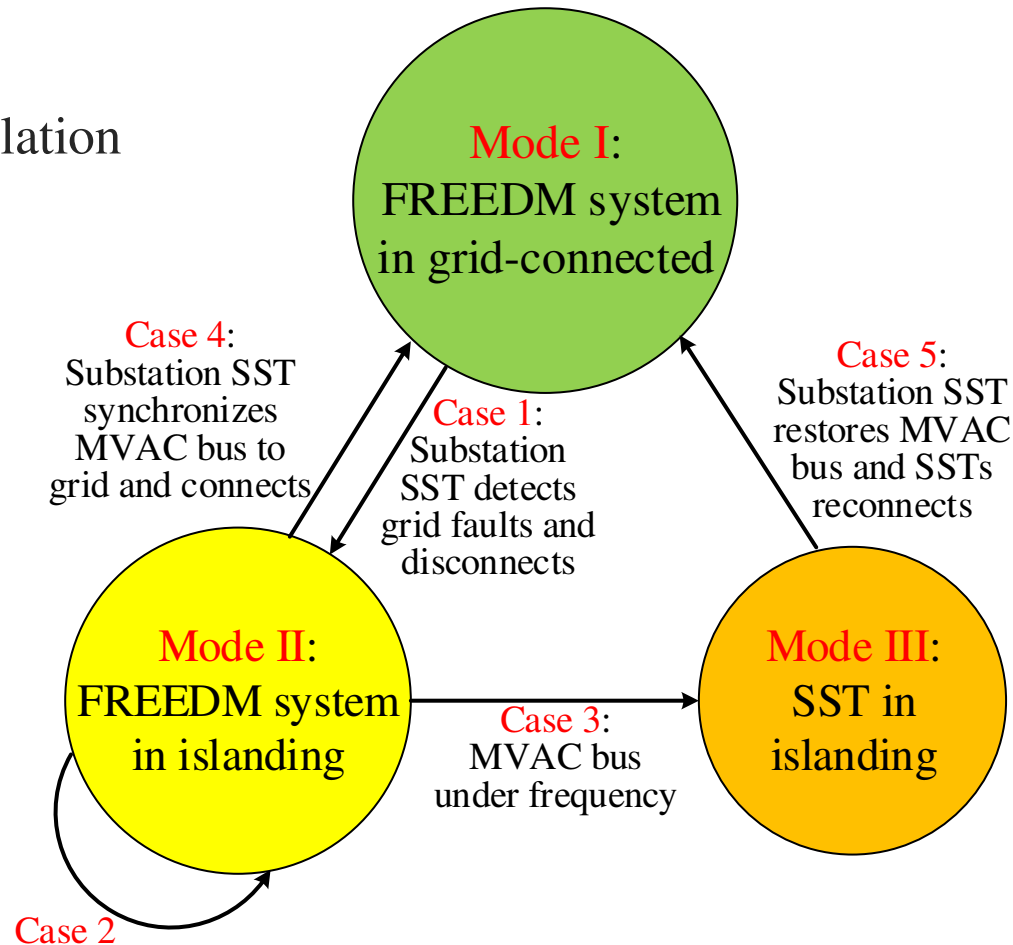 lation
Mode I:
FREEDM system
in grid-connected
Case 4:
Substation SST
synchronizes
MVAC bus to
grid and connects
Case 1:
Substation
SST detects
grid faults and
disconnects
Case 5:
Substation SST
restores MVAC
bus and SSTs
reconnects
Mode II:
FREEDM system
in islanding
Case 3:
MVAC bus
under frequency
Mode III:
SST in
islanding
Case 2